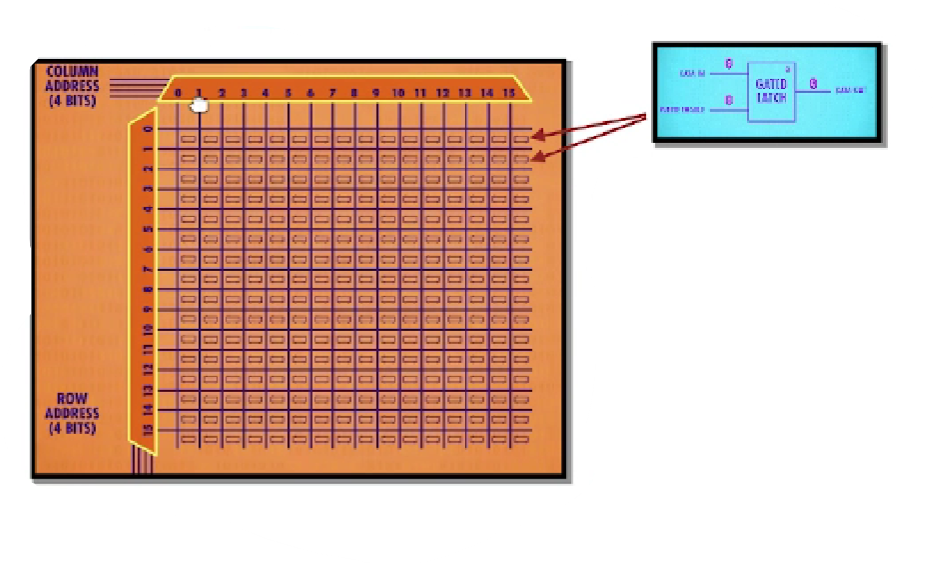 COLUMN
ADDRESS
(4 BITS)
0 1 2 3 4 5 6 7 8 9 10 11 12 13 14 15
0
1
2
3
4
5
6
7
8
9
10
11
12
13
14
15
ROW
ADDRESS
(4 BITS)
DATA IN
0
0
GATED
LATCH
0